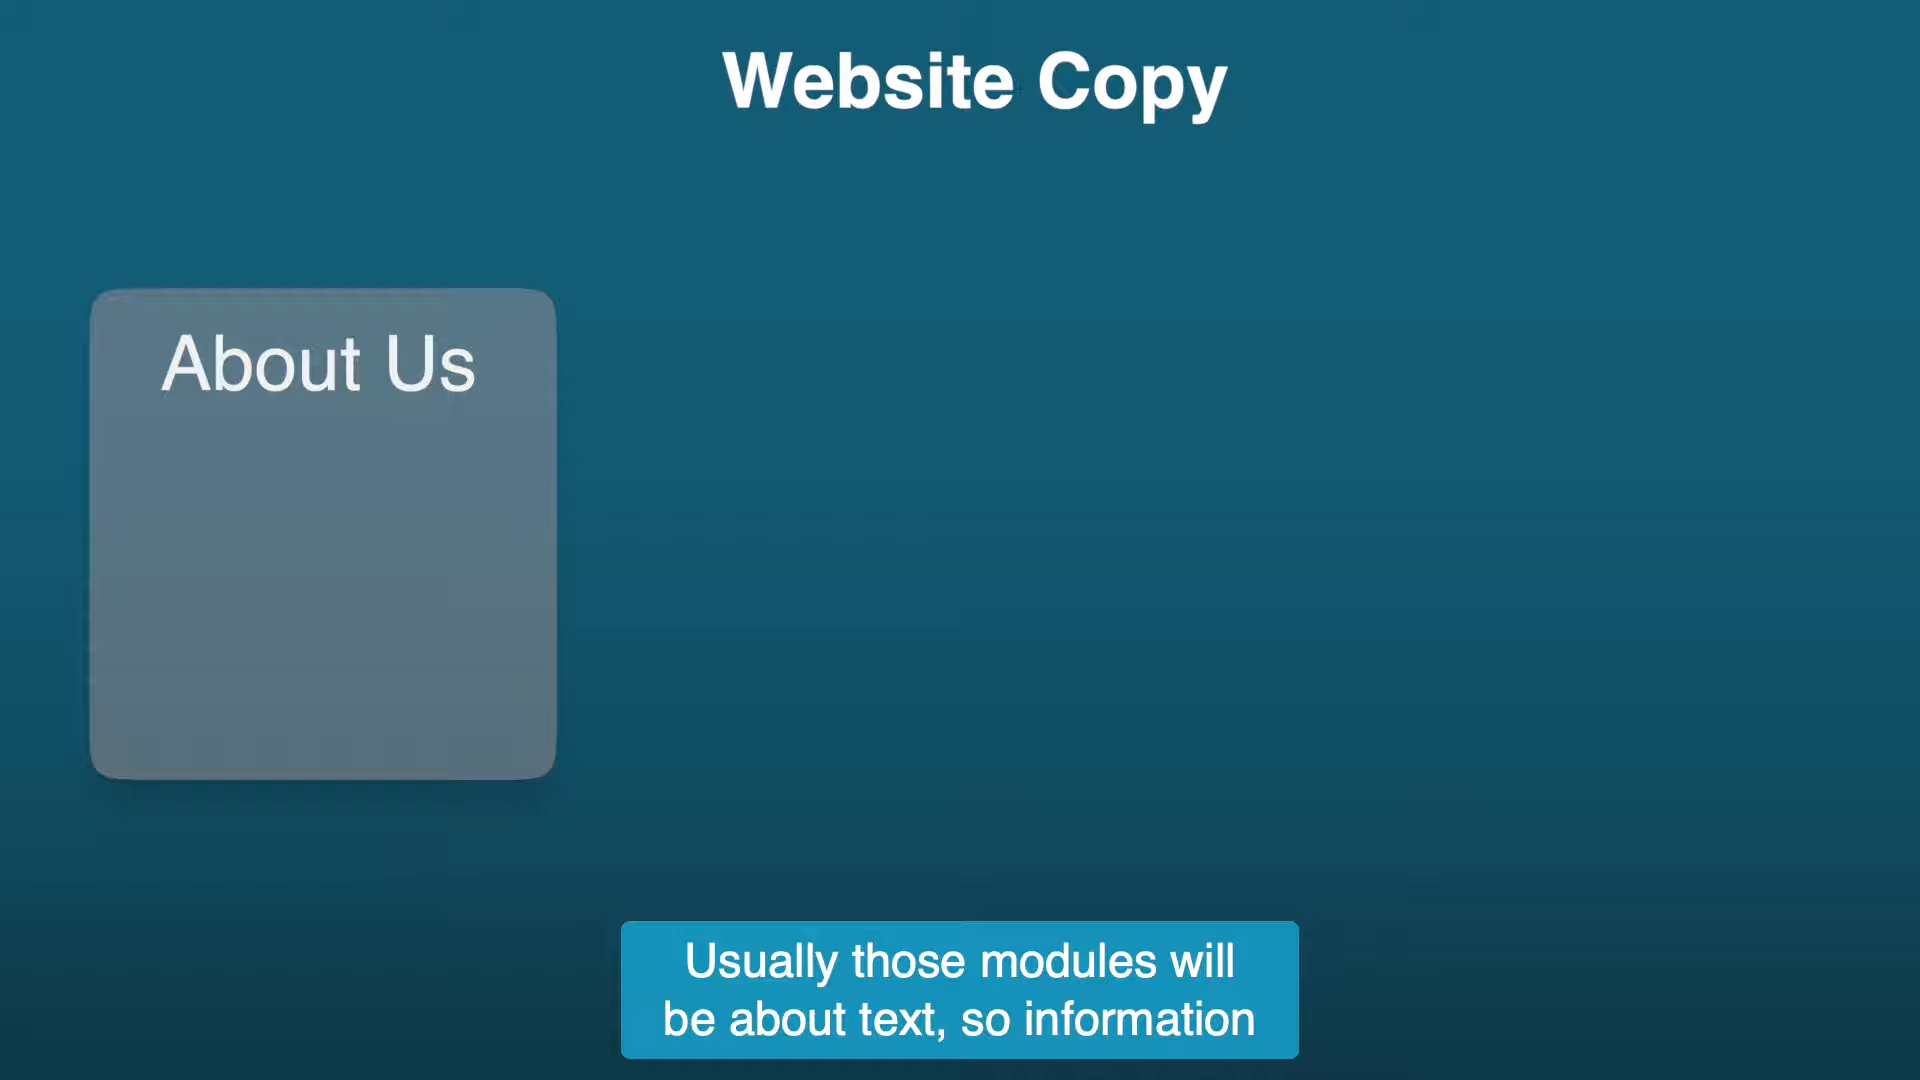 Website Copy
About Us
Usually those modules will
be about text, so information